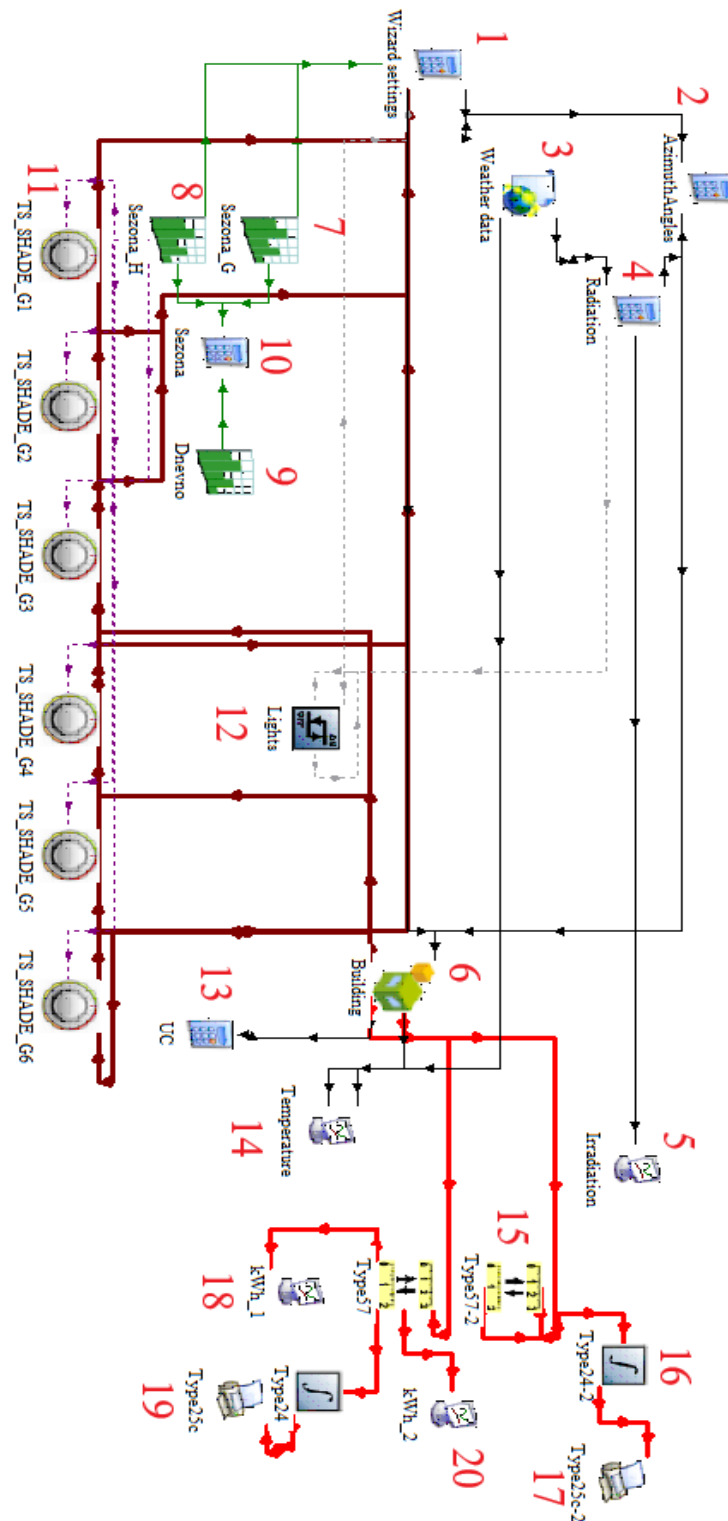 1
Wizard settings
2
AzimuthAngles
3
Weather data
4
Radiation
5
Irradiation
6
Building
7
Sezona_G
8
Sezona_H
9
Dnevno
10
Sezona
11
TS_SHADE_G1
TS_SHADE_G2
TS_SHADE_G3
TS_SHADE_G4
TS_SHADE_G5
TS_SHADE_G6
12
Lights
13
UC
14
Temperature
15
Type57-2
16
Type24-2
17
Type25c-2
Type57
18
kWh_1
19
Type24
Type25c
20
kWh_2